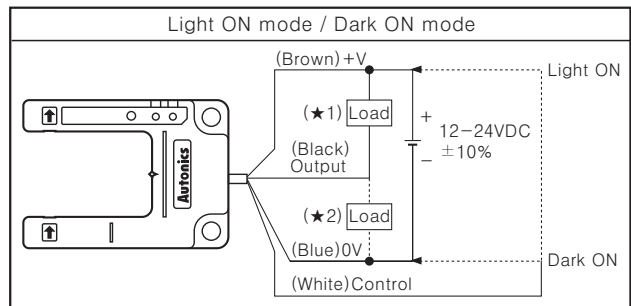 Light ON mode / Dark ON mode
(Brown)+V
Light ON
(★1) Load
+
12−24VDC
±10%
−
(Black)
Output
Autonics
(★2) Load
(Blue)0V
Dark ON
(White)Control